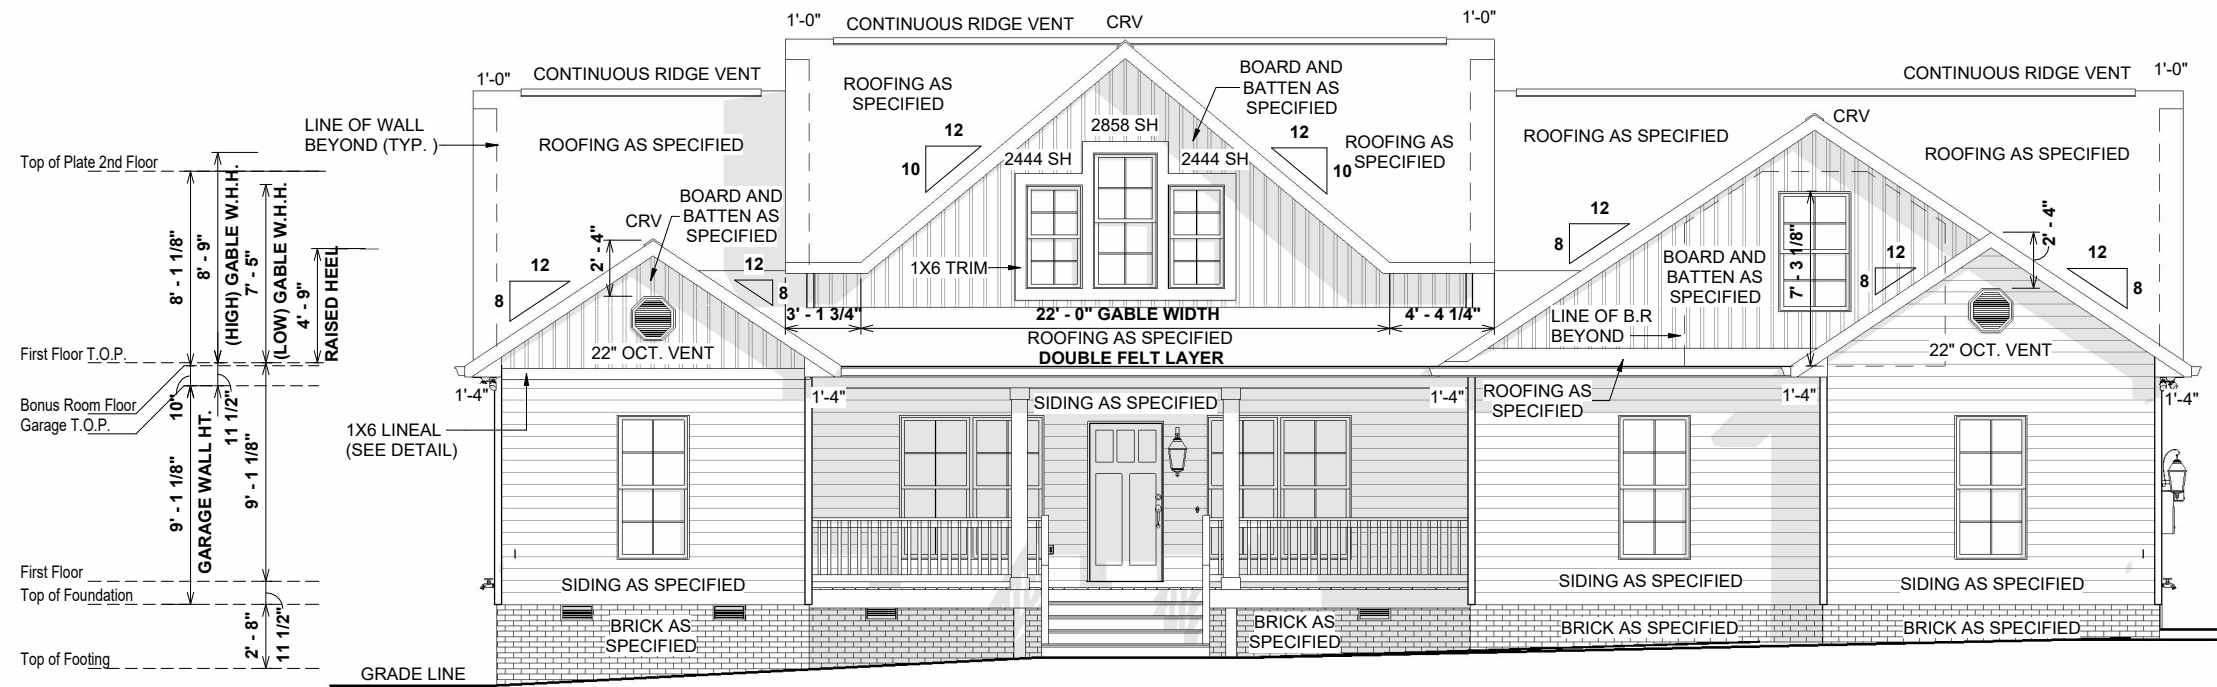 1'-0"
CONTINUOUS RIDGE VENT
CRV
1'-0"
1'-0"
CONTINUOUS RIDGE VENT
CONTINUOUS RIDGE VENT
1'-0"
ROOFING AS
SPECIFIED
BOARD AND
BATTEN AS
SPECIFIED
LINE OF WALL
BEYOND (TYP. )
ROOFING AS SPECIFIED
12
10
2858 SH
2444 SH
2444 SH
12
10
ROOFING AS
SPECIFIED
ROOFING AS SPECIFIED
CRV
ROOFING AS SPECIFIED
Top of Plate 2nd Floor
8' - 1 1/8"
8' - 9"
(HIGH) GABLE W.H.H.
7' - 5"
(LOW) GABLE W.H.H.
4' - 9"
RAISED HEEL
CRV
BOARD AND
BATTEN AS
SPECIFIED
2' - 4"
12
8
12
8
1X6 TRIM
12
8
BOARD AND
BATTEN AS
SPECIFIED
7' - 3 1/8"
12
8
2' - 4"
12
8
3' - 1 3/4"
22' - 0" GABLE WIDTH
4' - 4 1/4"
ROOFING AS SPECIFIED
DOUBLE FELT LAYER
LINE OF B.R
BEYOND
First Floor T.O.P.
22" OCT. VENT
22" OCT. VENT
1'-4"
1'-4"
SIDING AS SPECIFIED
1'-4"
ROOFING AS
SPECIFIED
1'-4"
1'-4"
Bonus Room Floor
Garage T.O.P.
10"
11 1/2"
1X6 LINEAL
(SEE DETAIL)
9' - 1 1/8"
GARAGE WALL HT.
9' - 1 1/8"
First Floor
Top of Foundation
SIDING AS SPECIFIED
SIDING AS SPECIFIED
SIDING AS SPECIFIED
2' - 8"
11 1/2"
BRICK AS
SPECIFIED
BRICK AS
SPECIFIED
BRICK AS SPECIFIED
BRICK AS SPECIFIED
Top of Footing
GRADE LINE